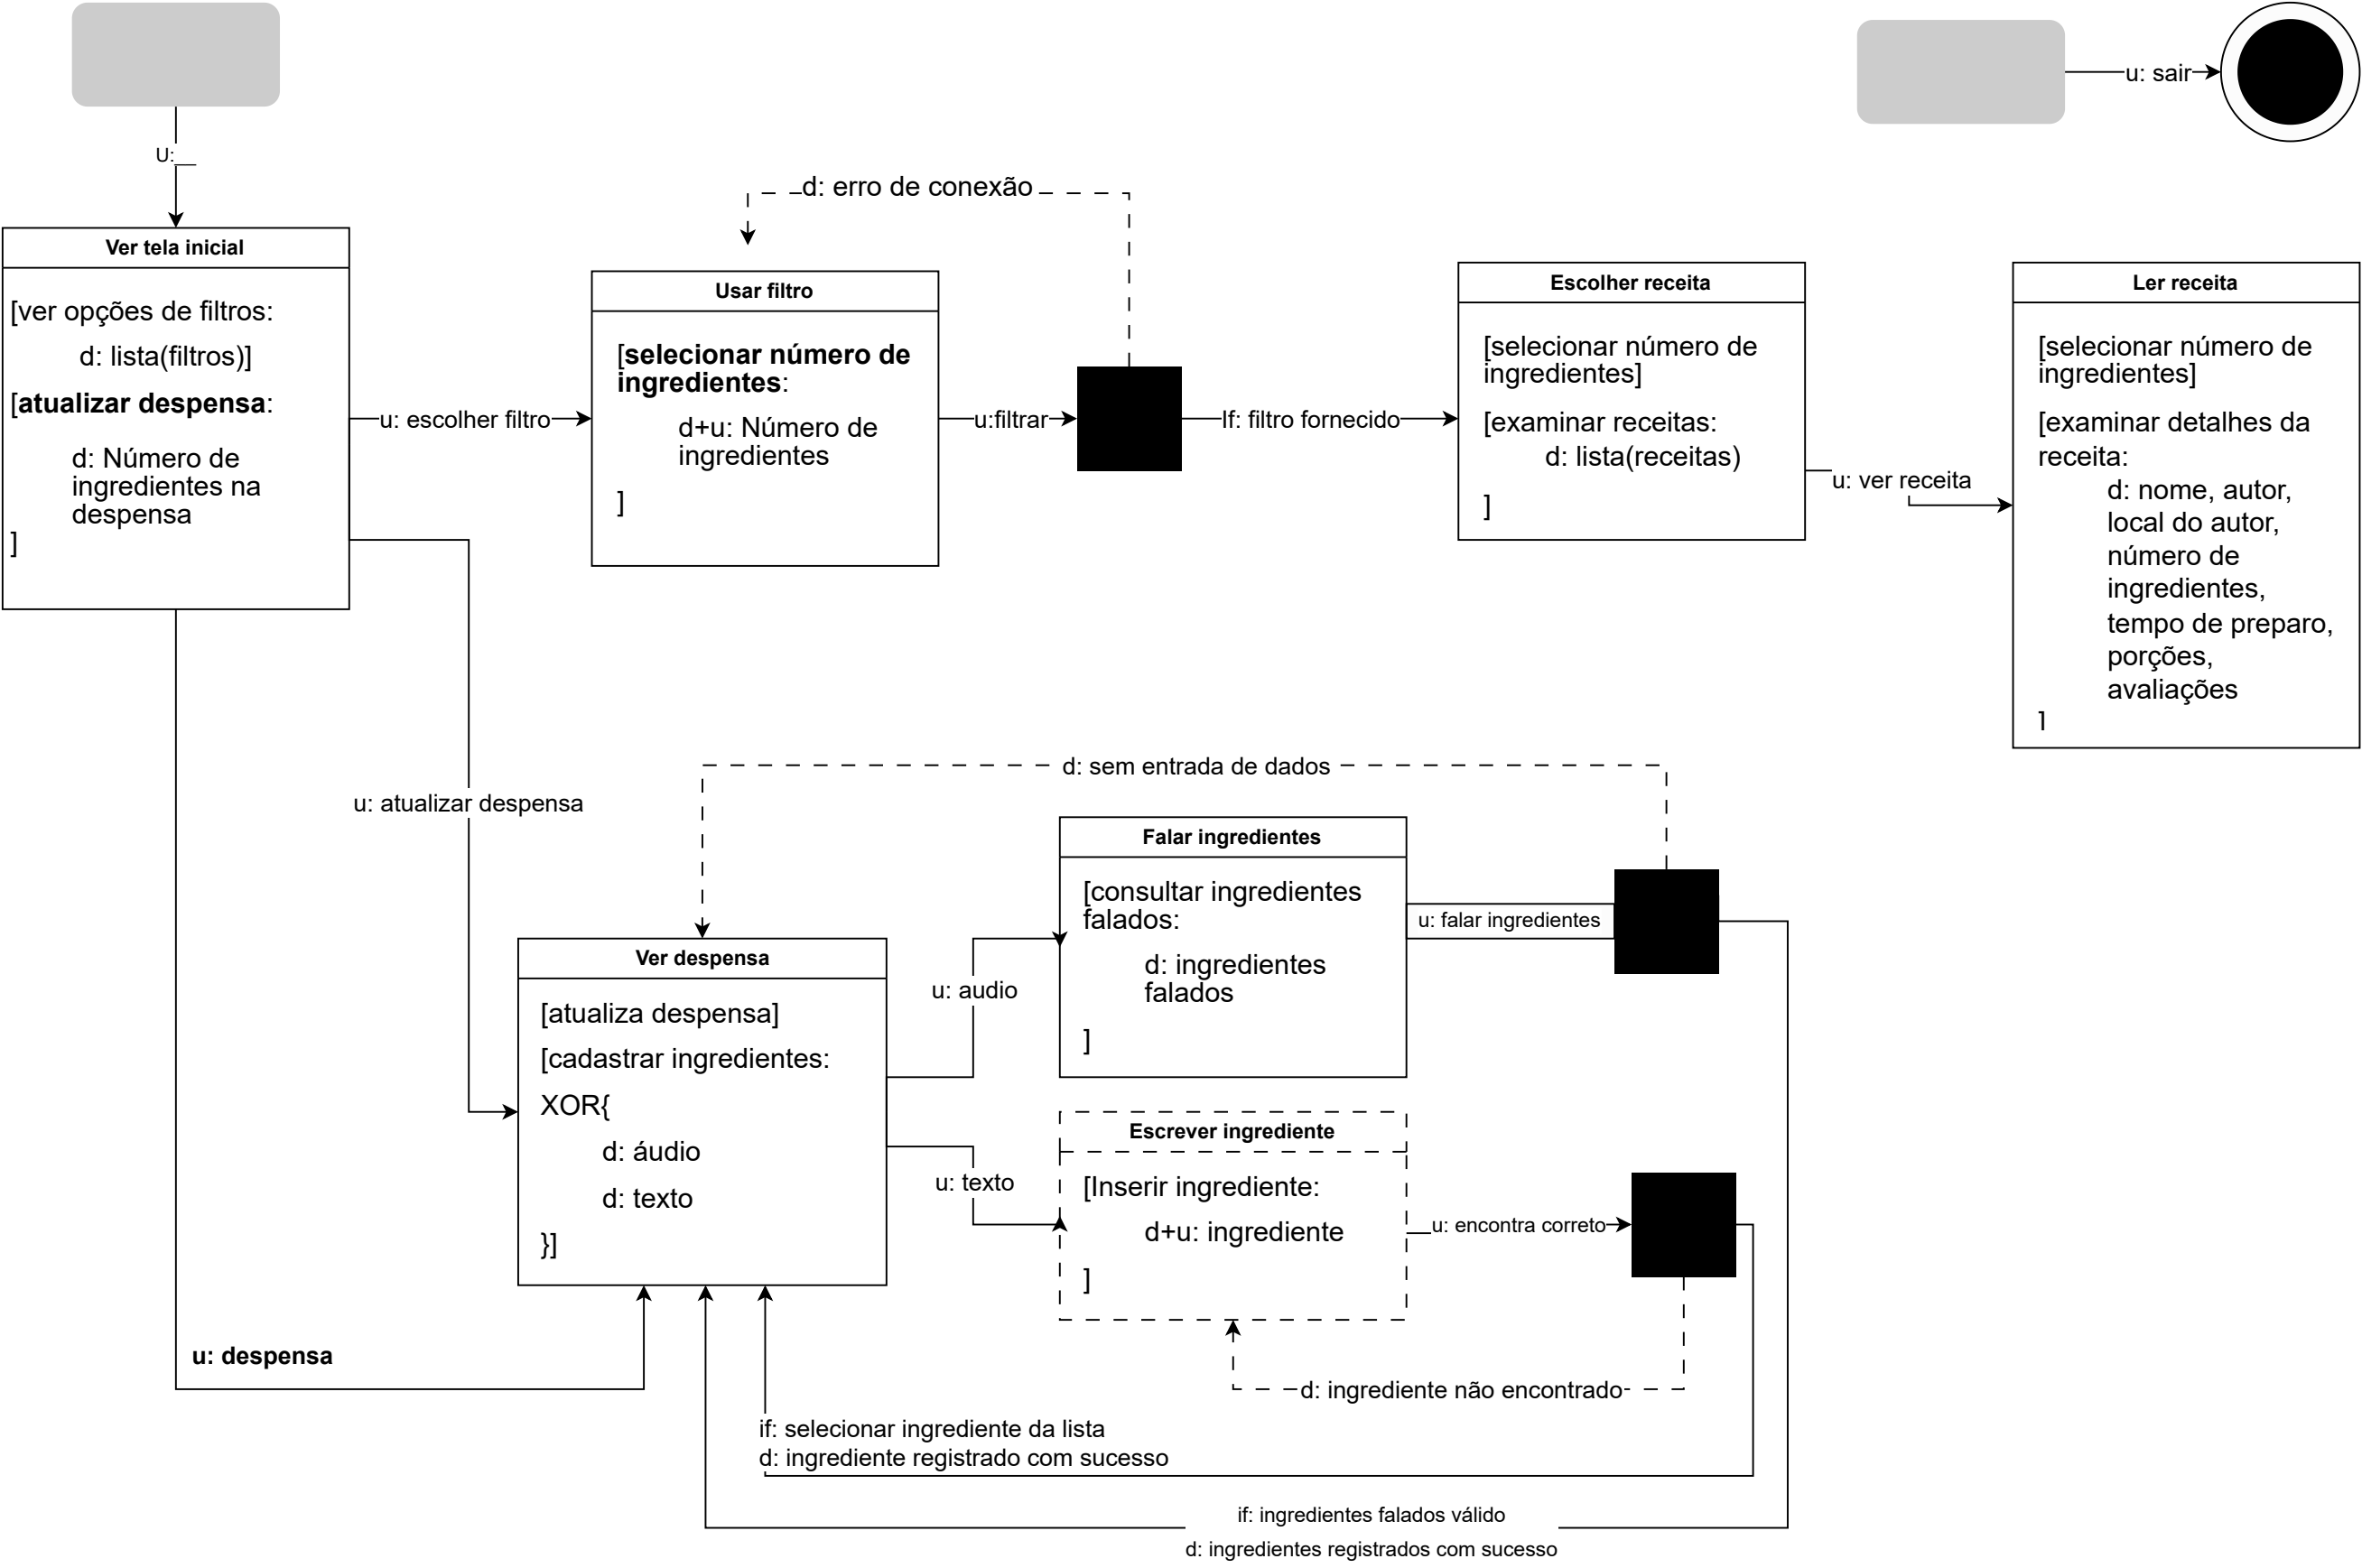 u: sair
U:__
d: erro de conexão
Ver tela inicial
[ver opções de filtros:
d: lista(filtros)]
[atualizar despensa:
d: Número de
ingredientes na
despensa
]
u: escolher filtro
Usar filtro
[selecionar número de
ingredientes:
d+u: Número de
ingredientes
]
u:filtrar
If: filtro fornecido
Escolher receita
[selecionar número de
ingredientes]
[examinar receitas:
d: lista(receitas)
]
u: ver receita
Ler receita
[selecionar número de
ingredientes]
[examinar detalhes da
receita:
d: nome, autor,
local do autor,
número de
ingredientes,
tempo de preparo,
porções,
avaliações
]
u: atualizar despensa
d: sem entrada de dados
Falar ingredientes
[consultar ingredientes
falados:
d: ingredientes
falados
]
u: falar ingredientes
Ver despensa
[atualiza despensa]
[cadastrar ingredientes:
XOR{
d: áudio
d: texto
}]
u: audio
u: texto
Escrever ingrediente
[Inserir ingrediente:
d+u: ingrediente
]
u: encontra correto
u: despensa
d: ingrediente não encontrado
if: selecionar ingrediente da lista
d: ingrediente registrado com sucesso
if: ingredientes falados válido
d: ingredientes registrados com sucesso